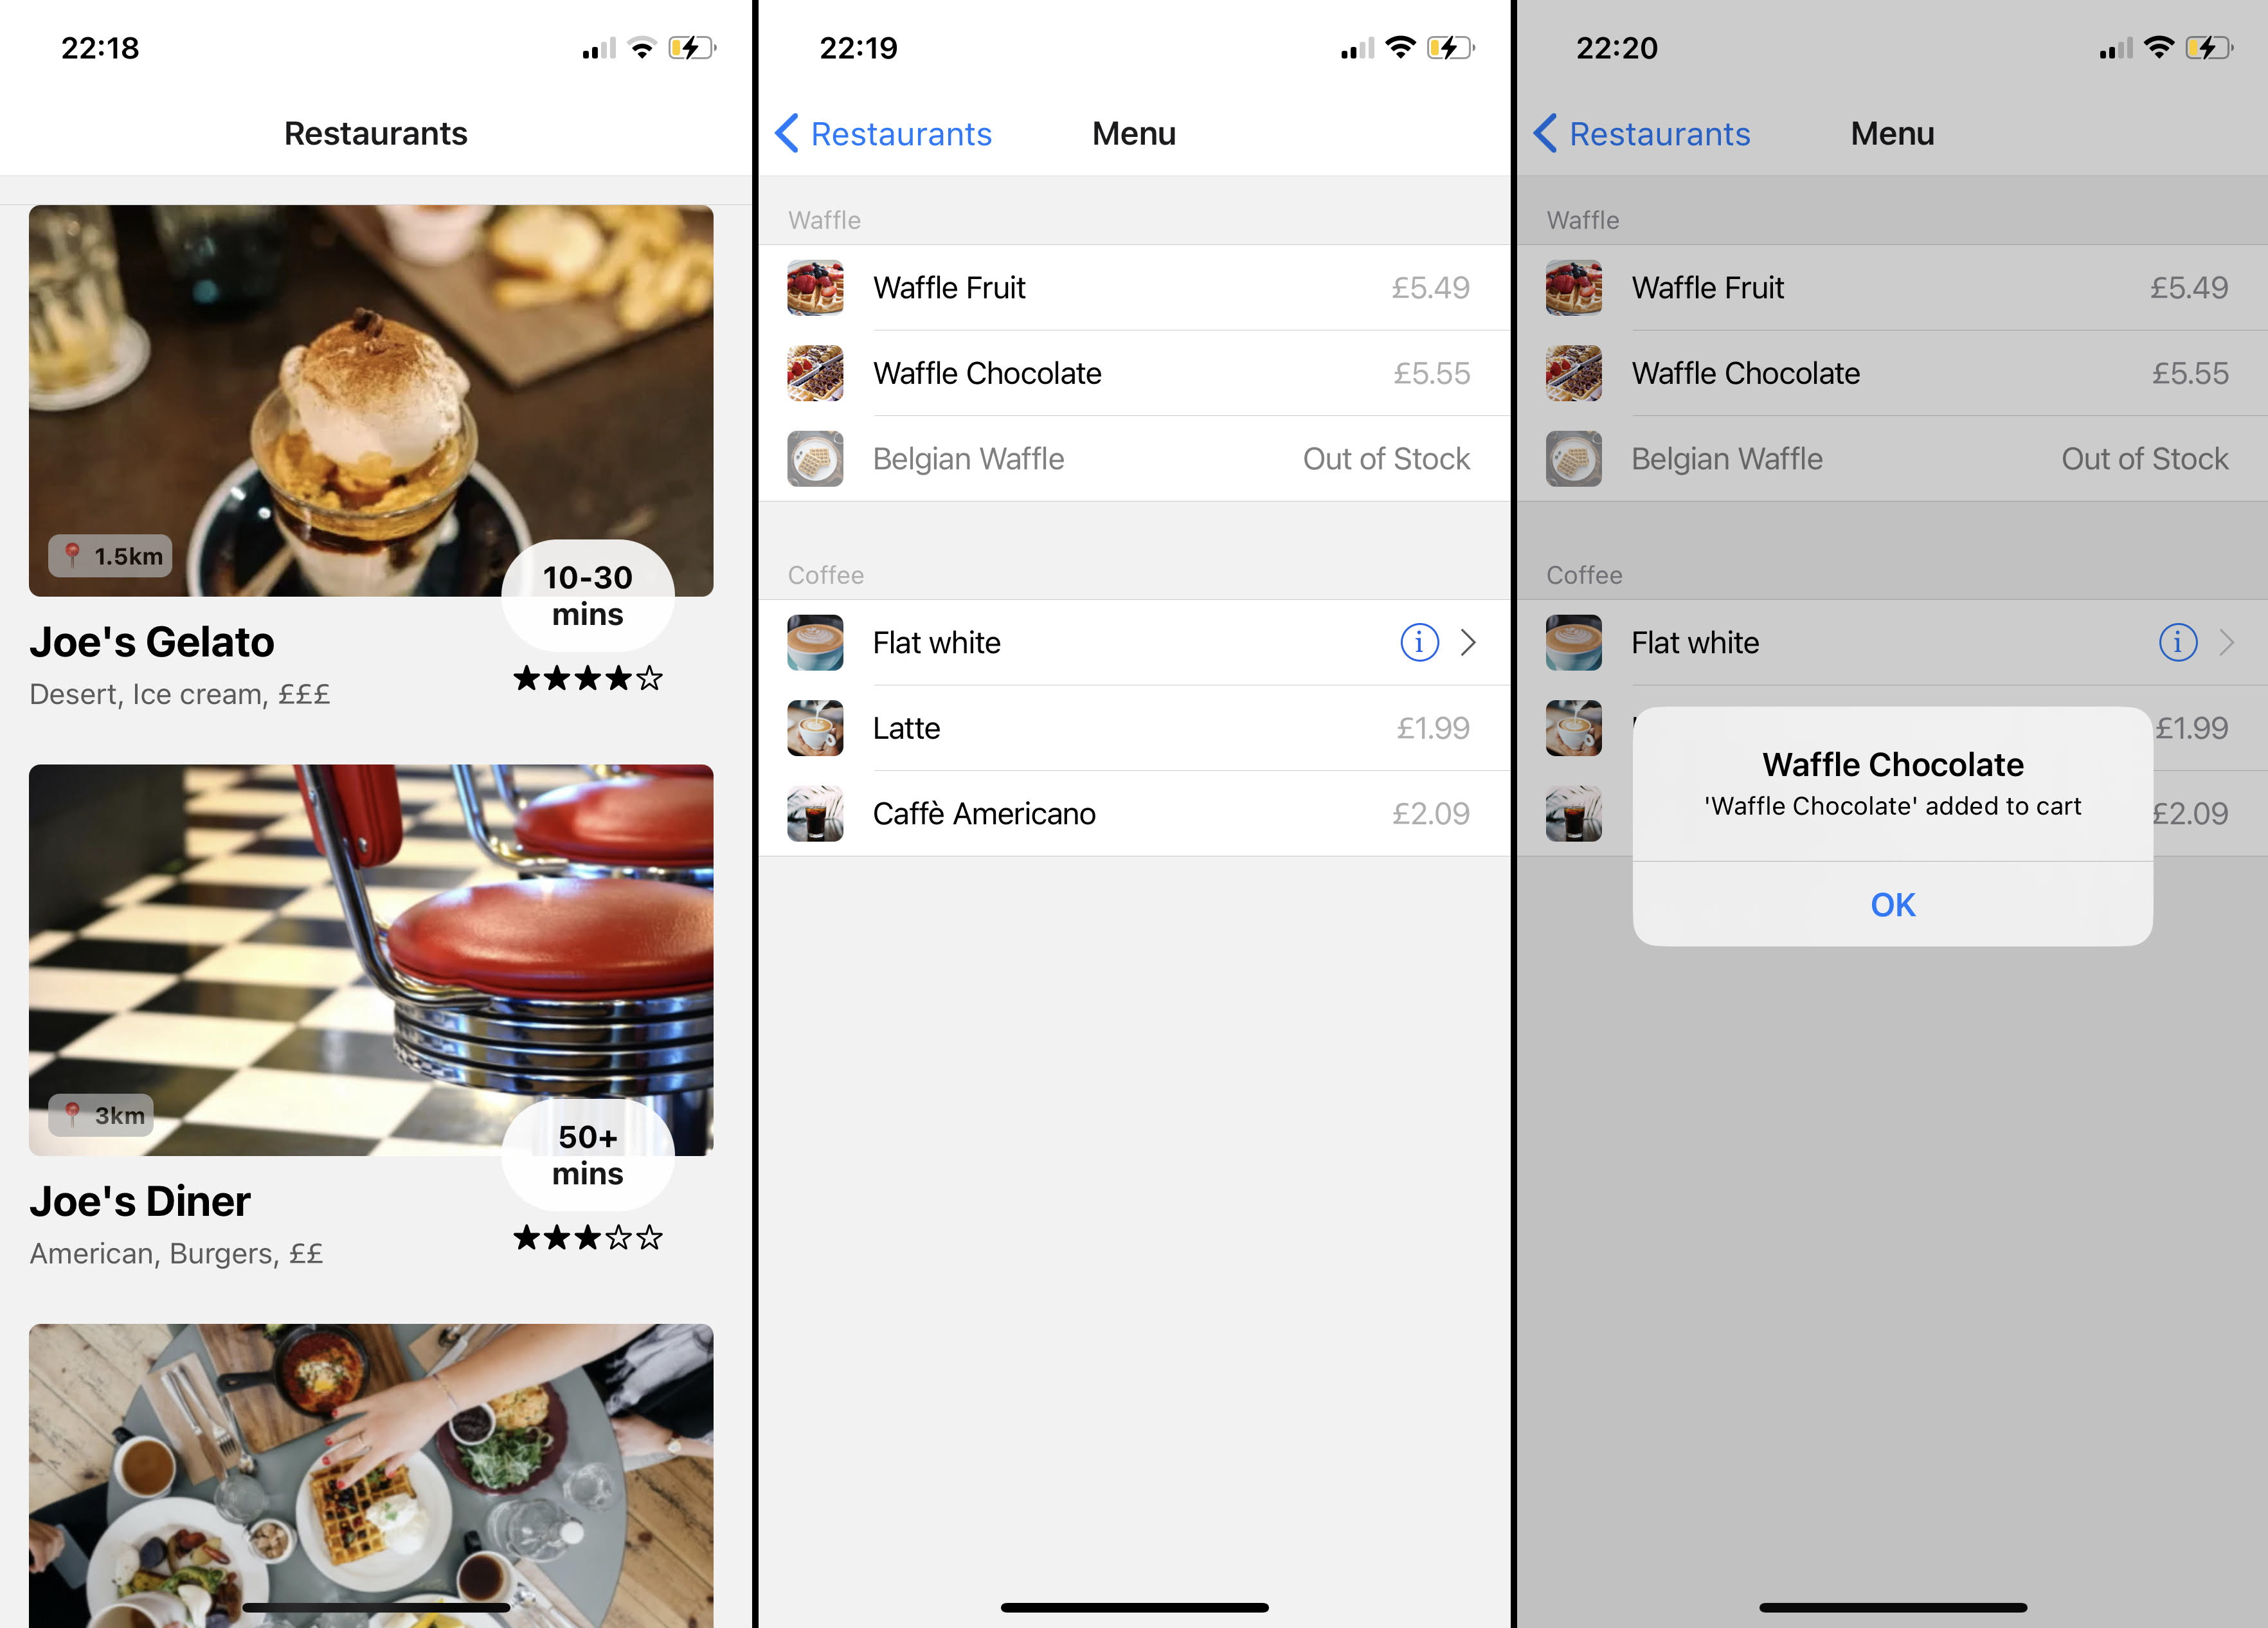 22:18
Restaurants
1.5km
10-30
mins
Joe's Gelato
★★★★☆
Desert, Ice cream, £££
3km
50+
mins
Joe's Diner
★★★☆☆
American, Burgers, ££
22:19
Restaurants
Menu
Waffle
Waffle Fruit £5.49
Waffle Chocolate £5.55
Belgian Waffle Out of Stock
Coffee
Flat white i
Latte £1.99
Caffè Americano £2.09
22:20
Restaurants
Menu
Waffle
Waffle Fruit £5.49
Waffle Chocolate £5.55
Belgian Waffle Out of Stock
Coffee
Flat white i
£1.99
£2.09
Waffle Chocolate
'Waffle Chocolate' added to cart
OK